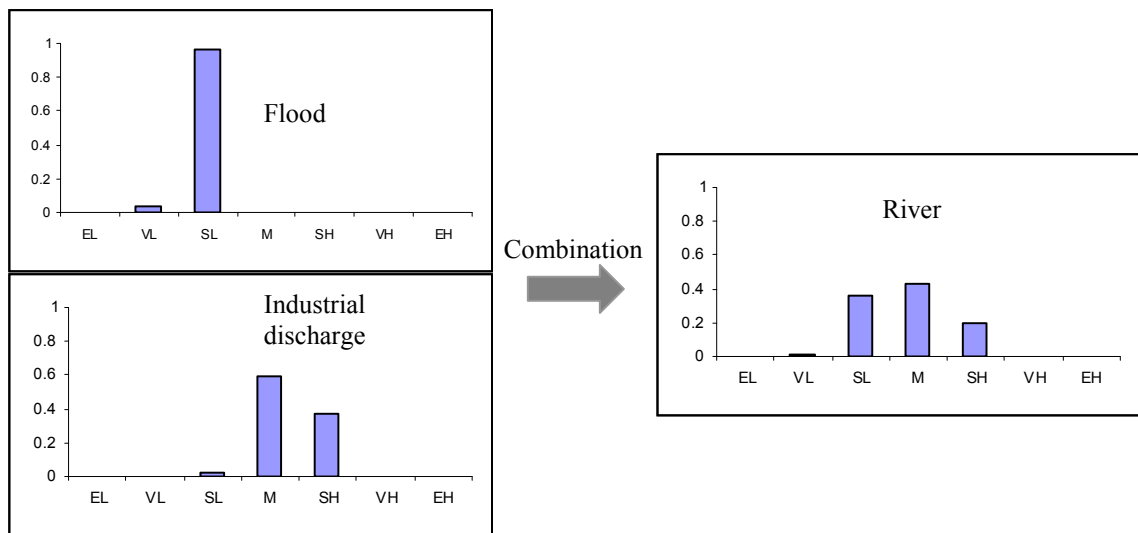 1
0.8
0.6
0.4
0.2
0
Flood
EL VL SL M SH VH EH
Industrial
discharge
1
0.8
0.6
0.4
0.2
0
EL VL SL M SH VH EH
Combination
River
1
0.8
0.6
0.4
0.2
0
EL VL SL M SH VH EH